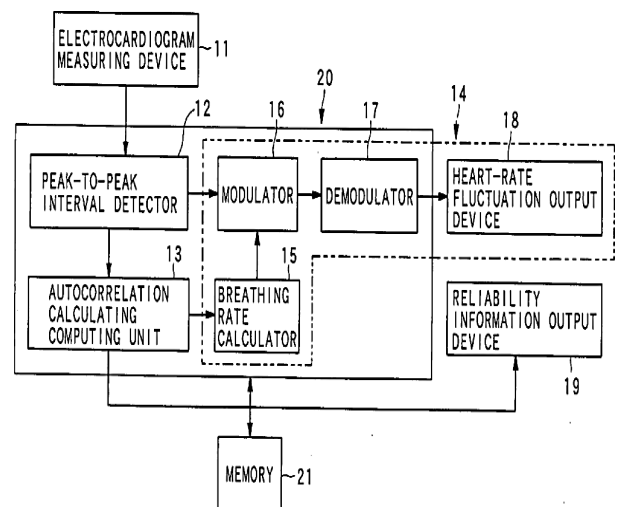 ELECTROCARDIOGRAM
MEASURING DEVICE
11
20
12
16
17
14
18
PEAK-TO-PEAK
INTERVAL DETECTOR
MODULATOR
DEMODULATOR
HEART-RATE
FLUCTUATION OUTPUT
DEVICE
13
15
AUTOCORRELATION
CALCULATING
COMPUTING UNIT
BREATHING
RATE
CALCULATOR
RELIABILITY
INFORMATION OUTPUT
DEVICE
19
MEMORY
21